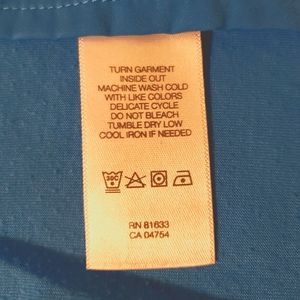 TURN GARMENT
INSIDE OUT
MACHINE WASH COLD
WITH LIKE COLORS
DELICATE CYCLE
DO NOT BLEACH
TUMBLE DRY LOW
COOL IRON IF NEEDED
30C
RN 81633
CA 04754